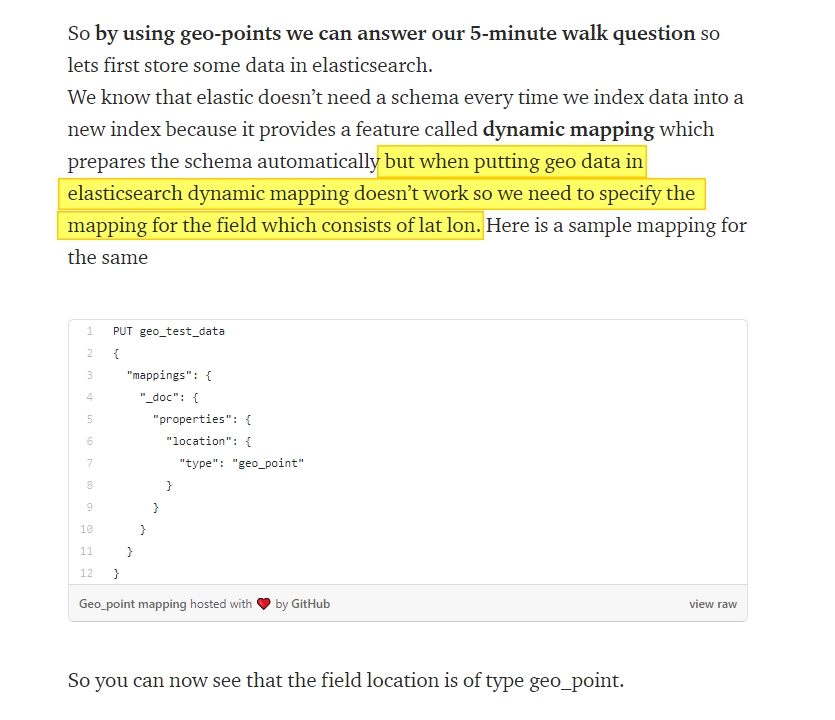 So by using geo-points we can answer our 5-minute walk question so
lets first store some data in elasticsearch.
We know that elastic doesn’t need a schema every time we index data into a
new index because it provides a feature called dynamic mapping which
prepares the schema automatically but when putting geo data in
elasticsearch dynamic mapping doesn’t work so we need to specify the
mapping for the field which consists of lat lon. Here is a sample mapping for
the same
1 PUT geo_test_data
2 {
3 "mappings": {
4 "_doc": {
5 "properties": {
6 "location": {
7 "type": "geo_point"
8 }
9 }
10 }
11 }
12 }
Geo_point mapping hosted with ❤ by GitHub view raw
So you can now see that the field location is of type geo_point.